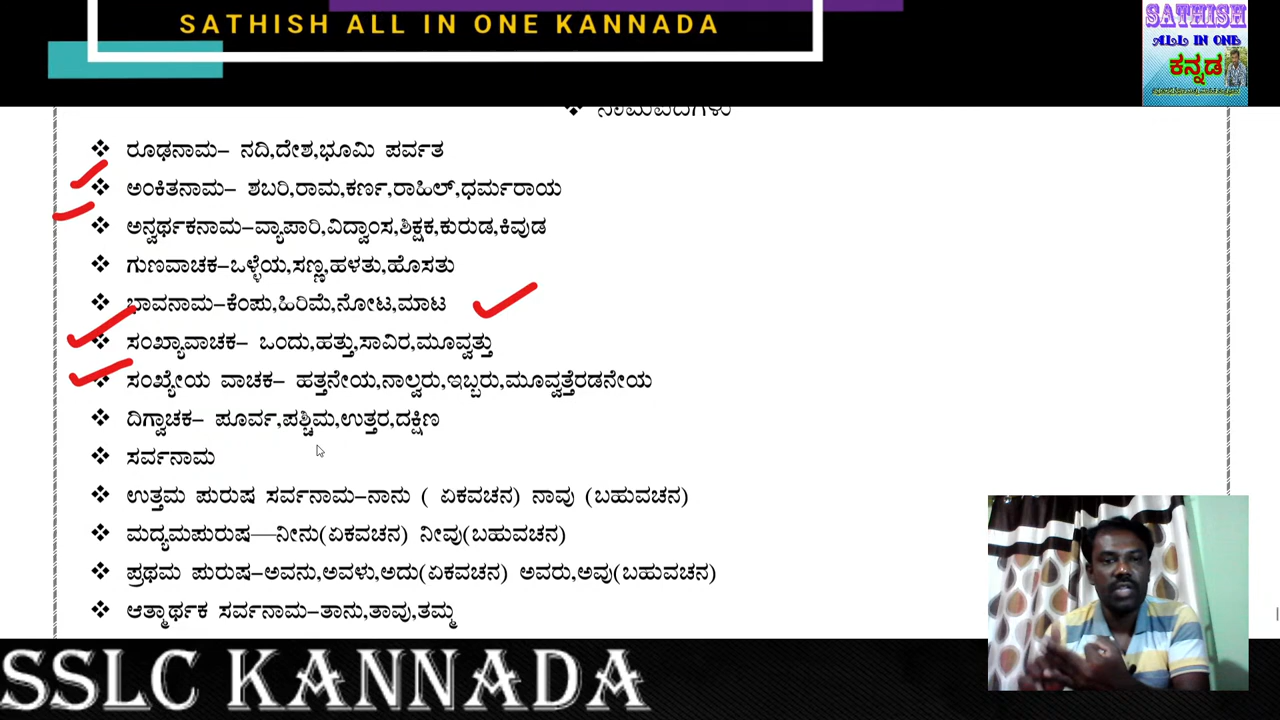 SATHISH ALL IN ONE KANNADA
SATHISH
ALL IN ONE
ಕನ್ನಡ
❖ ನಾಮಪದಗಳು
❖ ರೂಢನಾಮ– ನದಿ,ದೇಶ,ಭೂಮಿ ಪರ್ವತ
❖ ಅಂಕಿತನಾಮ– ಶಬರಿ,ರಾಮ,ಕರ್ಣ,ರಾಹಿಲ್,ಧರ್ಮರಾಯ
❖ ಅನ್ವರ್ಥಕನಾಮ–ವ್ಯಾಪಾರಿ,ವಿದ್ವಾಂಸ,ಶಿಕ್ಷಕ,ಕುರುಡ,ಕಿವುಡ
❖ ಗುಣವಾಚಕ–ಒಳ್ಳೆಯ,ಸಣ್ಣ,ಹಳತು,ಹೊಸತು
❖ ಭಾವನಾಮ–ಕೆಂಪು,ಹಿರಿಮೆ,ನೋಟ,ಮಾಟ
❖ ಸಂಖ್ಯಾವಾಚಕ– ಒಂದು,ಹತ್ತು,ಸಾವಿರ,ಮೂವ್ವತ್ತು
❖ ಸಂಖ್ಯೇಯ ವಾಚಕ– ಹತ್ತನೇಯ,ನಾಲ್ವರು,ಇಬ್ಬರು,ಮೂವ್ವತ್ತೆರಡನೇಯ
❖ ದಿಗ್ವಾಚಕ– ಪೂರ್ವ,ಪಶ್ಚಿಮ,ಉತ್ತರ,ದಕ್ಷಿಣ
❖ ಸರ್ವನಾಮ
❖ ಉತ್ತಮ ಪುರುಷ ಸರ್ವನಾಮ–ನಾನು ( ಏಕವಚನ) ನಾವು (ಬಹುವಚನ)
❖ ಮದ್ಯಮಪುರುಷ—ನೀನು(ಏಕವಚನ) ನೀವು(ಬಹುವಚನ)
❖ ಪ್ರಥಮ ಪುರುಷ–ಅವನು,ಅವಳು,ಅದು(ಏಕವಚನ) ಅವರು,ಅವು(ಬಹುವಚನ)
❖ ಆತ್ಮಾರ್ಥಕ ಸರ್ವನಾಮ–ತಾನು,ತಾವು,ತಮ್ಮ
SSLC KANNADA